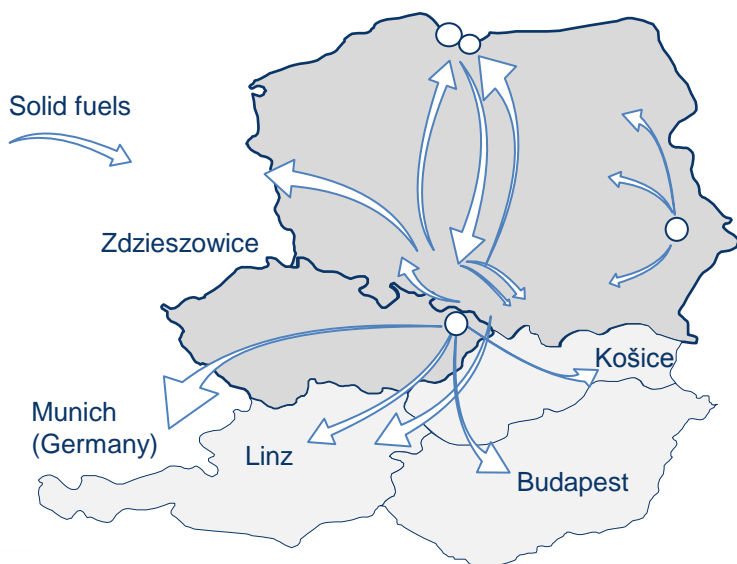 Solid fuels
Zdzieszowice
Košice
Munich
(Germany)
Linz
Budapest